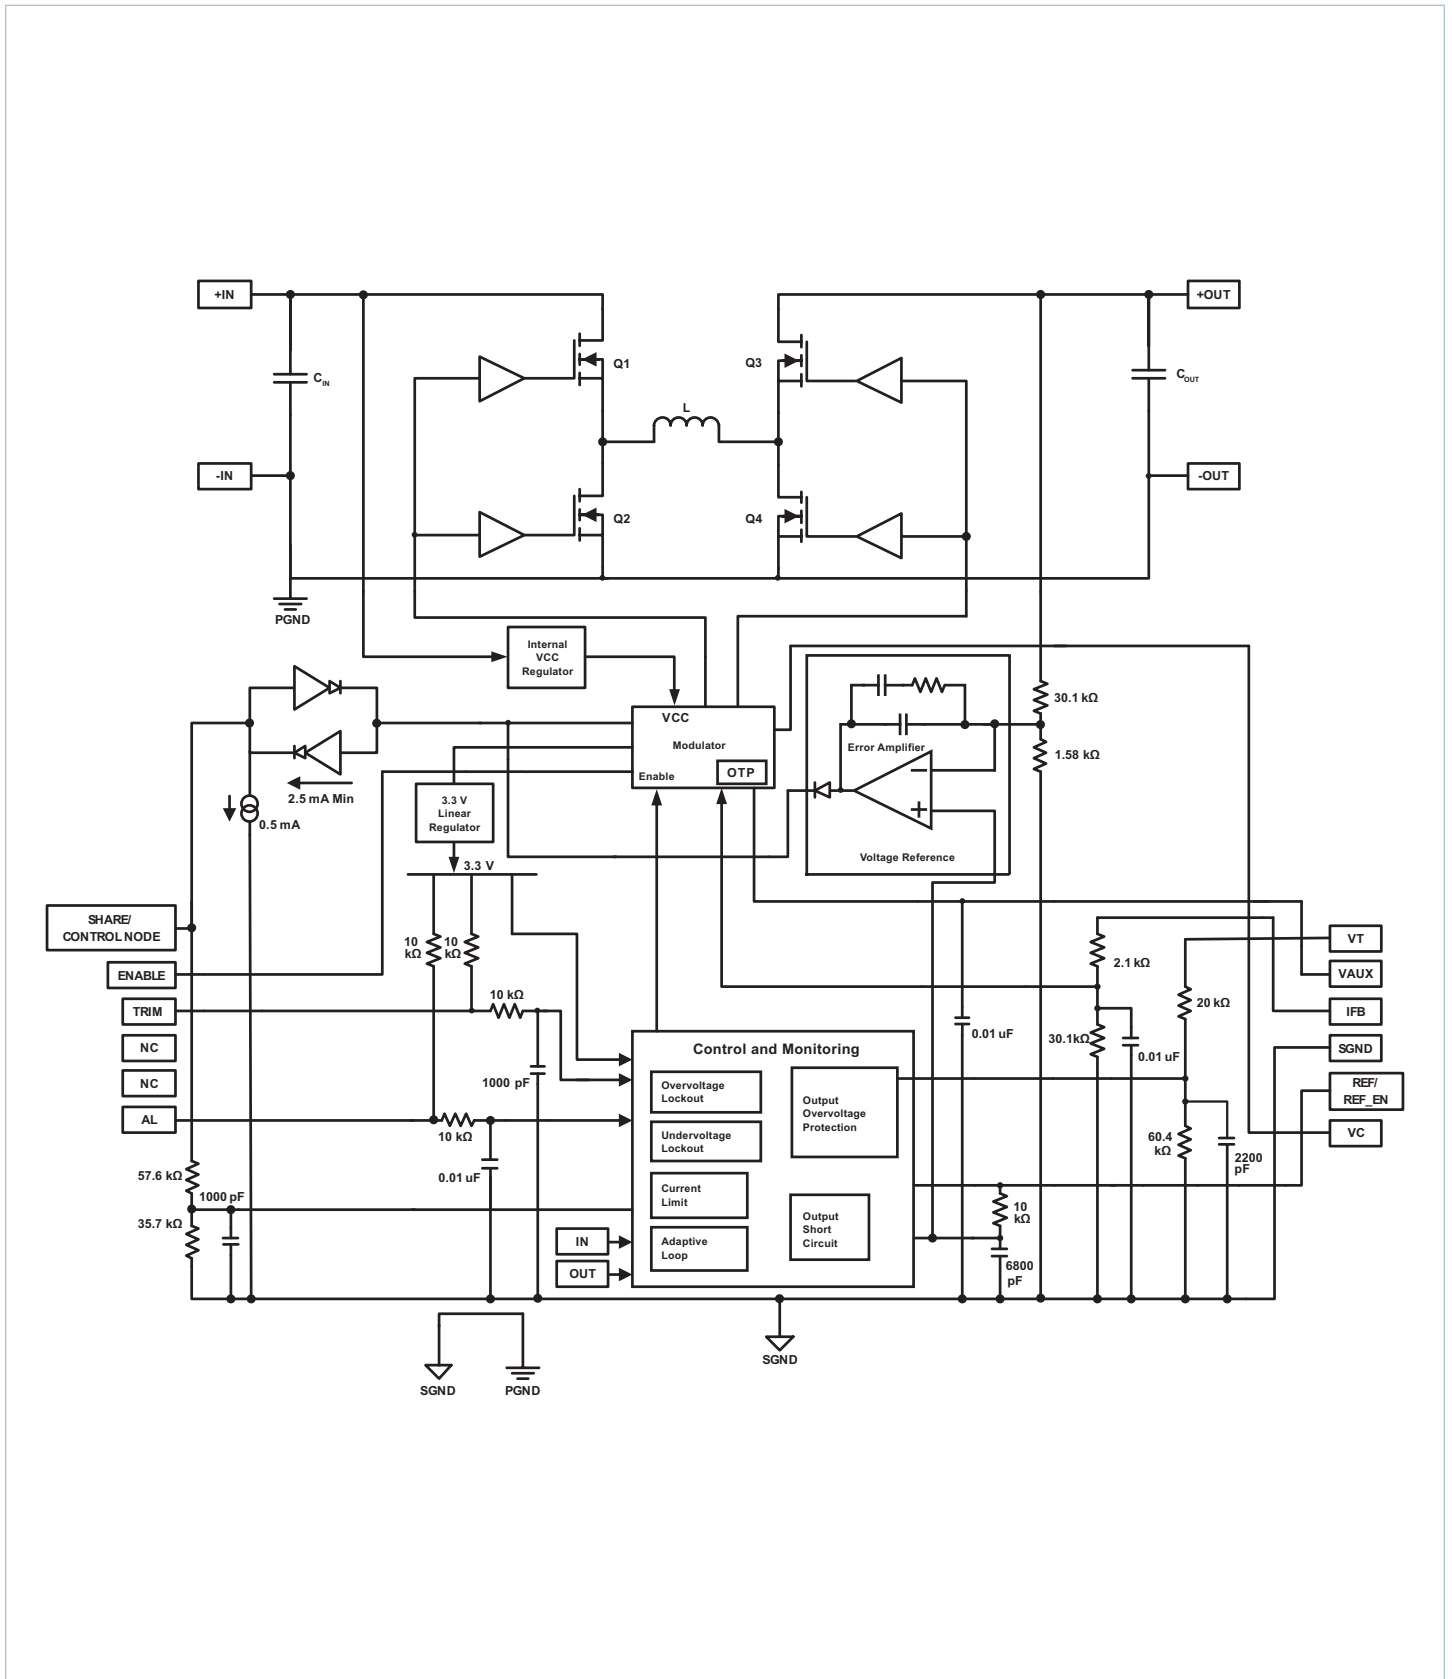 +IN
+OUT
Q1
Q3
CIN
COUT
L
-IN
-OUT
Q2
Q4
PGND
Internal
VCC
Regulator
30.1 kΩ
VCC
Modulator
Error Amplifier
1.58 kΩ
OTP
Enable
2.5 mA Min
3.3 V
Linear
Regulator
0.5 mA
Voltage Reference
3.3 V
SHARE/
CONTROL NODE
10
kΩ
10
kΩ
VT
2.1 kΩ
ENABLE
VAUX
10 kΩ
20 kΩ
TRIM
IFB
0.01 uF
30.1kΩ
NC
Control and Monitoring
SGND
0.01 uF
1000 pF
NC
Overvoltage
Lockout
Output
Overvoltage
Protection
REF/
REF_EN
AL
10 kΩ
Undervoltage
Lockout
60.4
kΩ
VC
2200
pF
57.6 kΩ
0.01 uF
1000 pF
Current
Limit
10
kΩ
35.7 kΩ
Output
Short
Circuit
IN
Adaptive
Loop
OUT
6800
pF
SGND
SGND
PGND
+